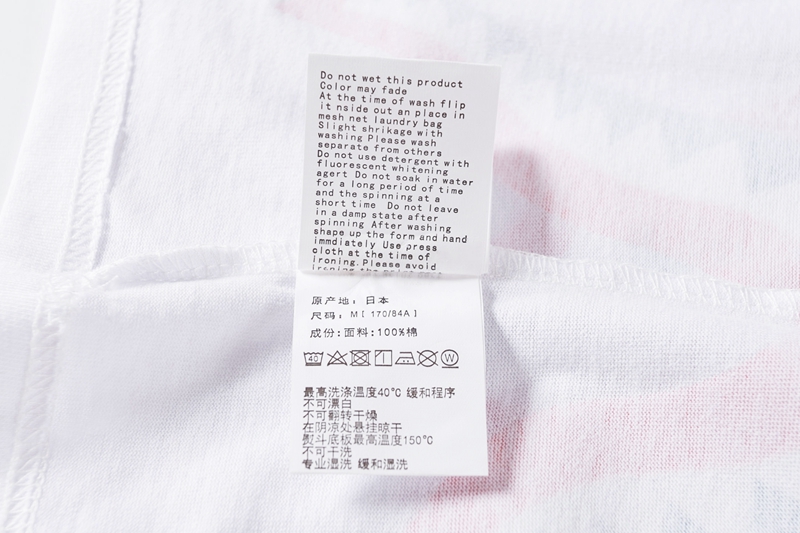 Do not wet this product
Color may fade
At the time of wash flip
it nside out an place in
mesh net laundry bag
Slight shrikage with
washing Please wash
separate from others
Do not use detergent with
fluorescent whitening
agert Do not soak in water
for a long period of time
and the spinning at a
short time Do not leave
in a damp state after
spinning After washing
shape up the form and hand
immdiately Use press
cloth at the time of
ironing.Please avoid
ironing the print
原产地: 日本
尺码: M[170/84A]
成份:面料:100%棉
40 W
最高洗涤温度40℃ 缓和程序
不可漂白
不可翻转干燥
在阴凉处悬挂晾干
熨斗底板最高温度150℃
不可干洗
专业湿洗 缓和湿洗